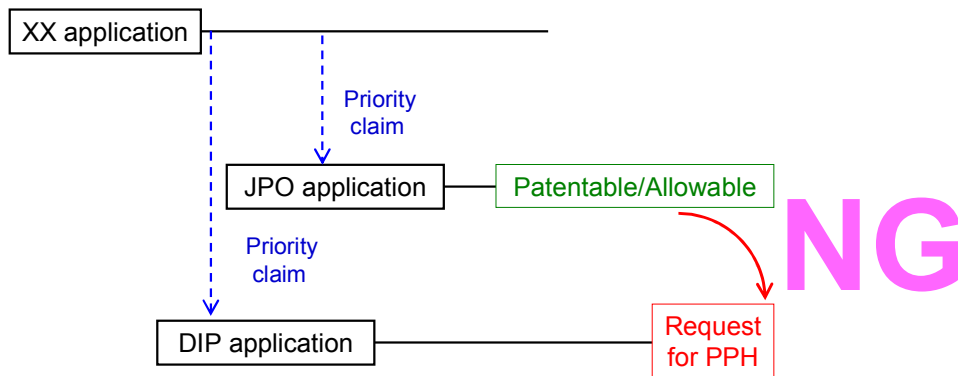 XX application
Priority
claim
JPO application
Patentable/Allowable
NG
Priority
claim
DIP application
Request
for PPH